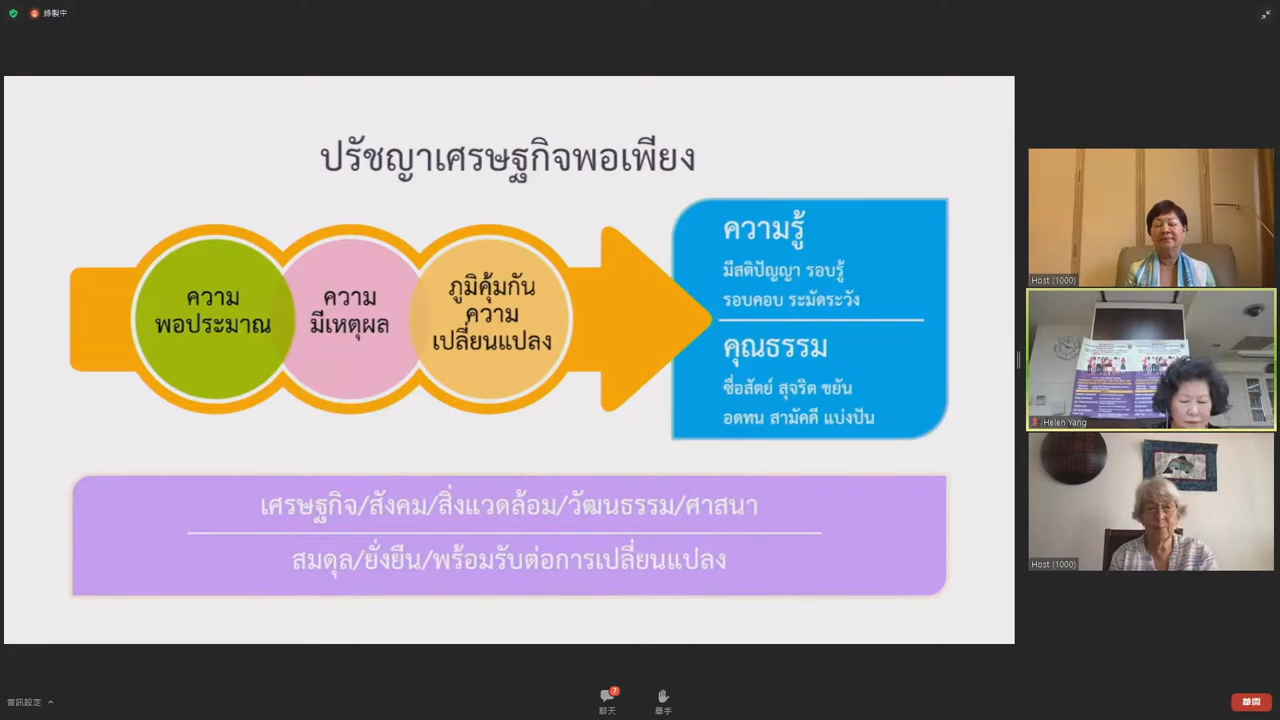 錄製中
ปรัชญาเศรษฐกิจพอเพียง
ความ
พอประมาณ
ความ
มีเหตุผล
ภูมิคุ้มกัน
ความ
เปลี่ยนแปลง
ความรู้
มีสติปัญญา รอบรู้
รอบคอบ ระมัดระวัง
คุณธรรม
ซื่อสัตย์ สุจริต ขยัน
อดทน สามัคคี แบ่งปัน
เศรษฐกิจ/สังคม/สิ่งแวดล้อม/วัฒนธรรม/ศาสนา
สมดุล/ยั่งยืน/พร้อมรับต่อการเปลี่ยนแปลง
Host (1000)
Helen Yang
Host (1000)
音訊設定
7
聊天
舉手
離開